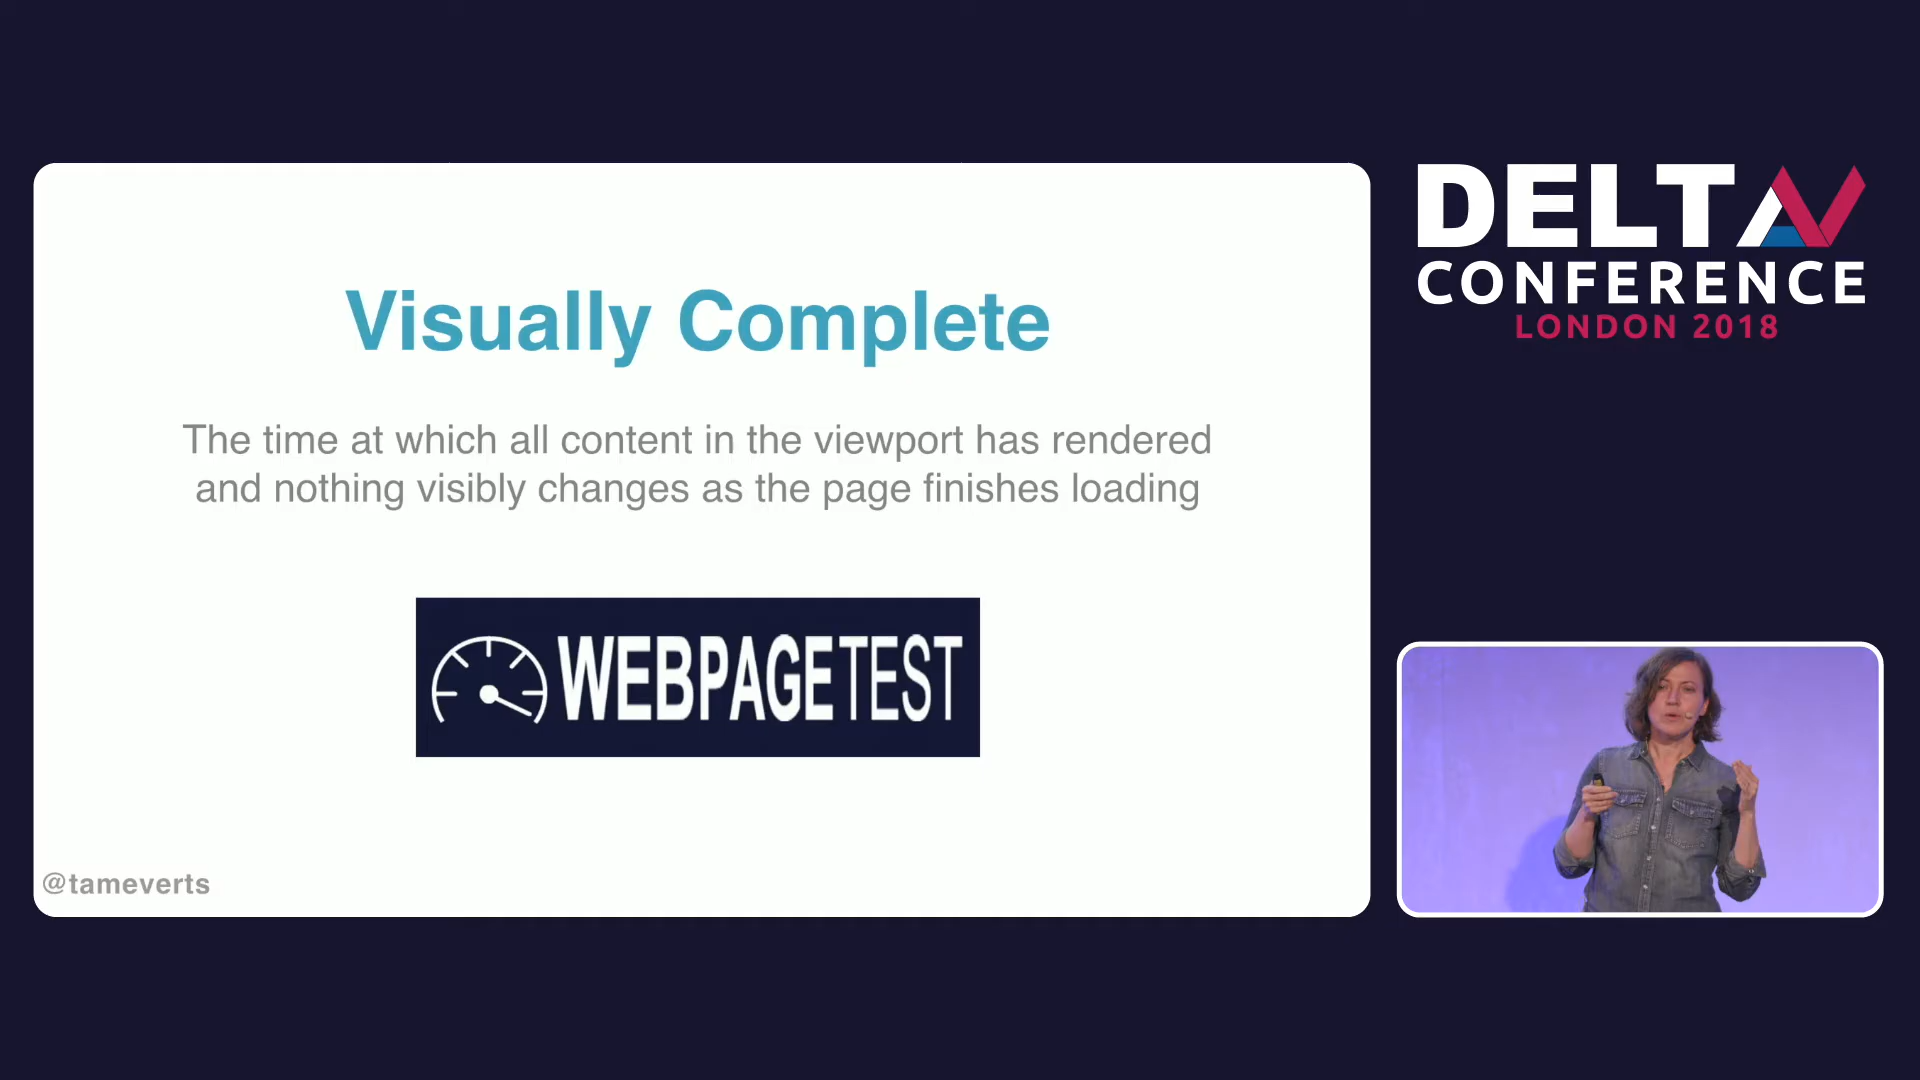 Visually Complete
The time at which all content in the viewport has rendered
and nothing visibly changes as the page finishes loading
WEBPAGETEST
@tameverts
DELTAV
CONFERENCE
LONDON 2018